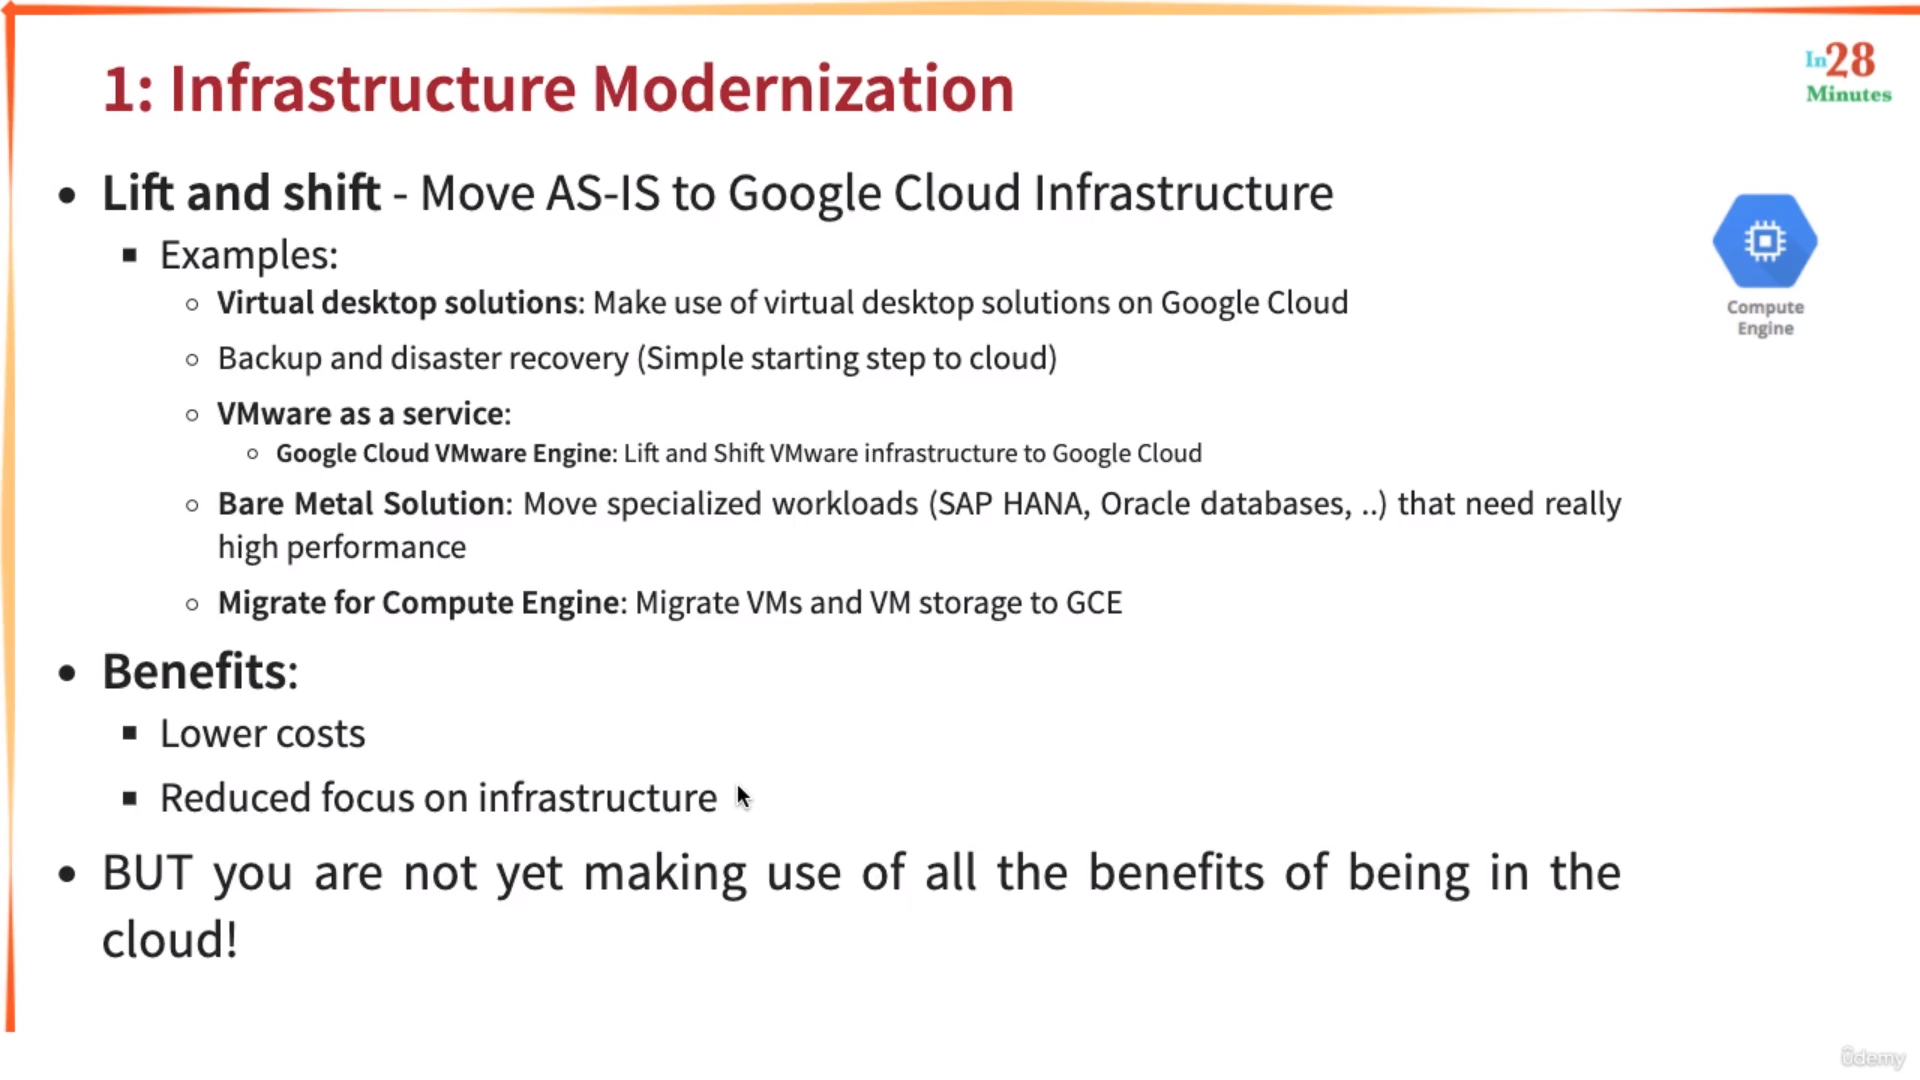 1: Infrastructure Modernization
In28
Minutes
• Lift and shift - Move AS-IS to Google Cloud Infrastructure
▪ Examples:
○ Virtual desktop solutions: Make use of virtual desktop solutions on Google Cloud
○ Backup and disaster recovery (Simple starting step to cloud)
○ VMware as a service:
○ Google Cloud VMware Engine: Lift and Shift VMware infrastructure to Google Cloud
○ Bare Metal Solution: Move specialized workloads (SAP HANA, Oracle databases, ..) that need really
high performance
○ Migrate for Compute Engine: Migrate VMs and VM storage to GCE
• Benefits:
▪ Lower costs
▪ Reduced focus on infrastructure
• BUT you are not yet making use of all the benefits of being in the
cloud!
Compute
Engine
ûdemy